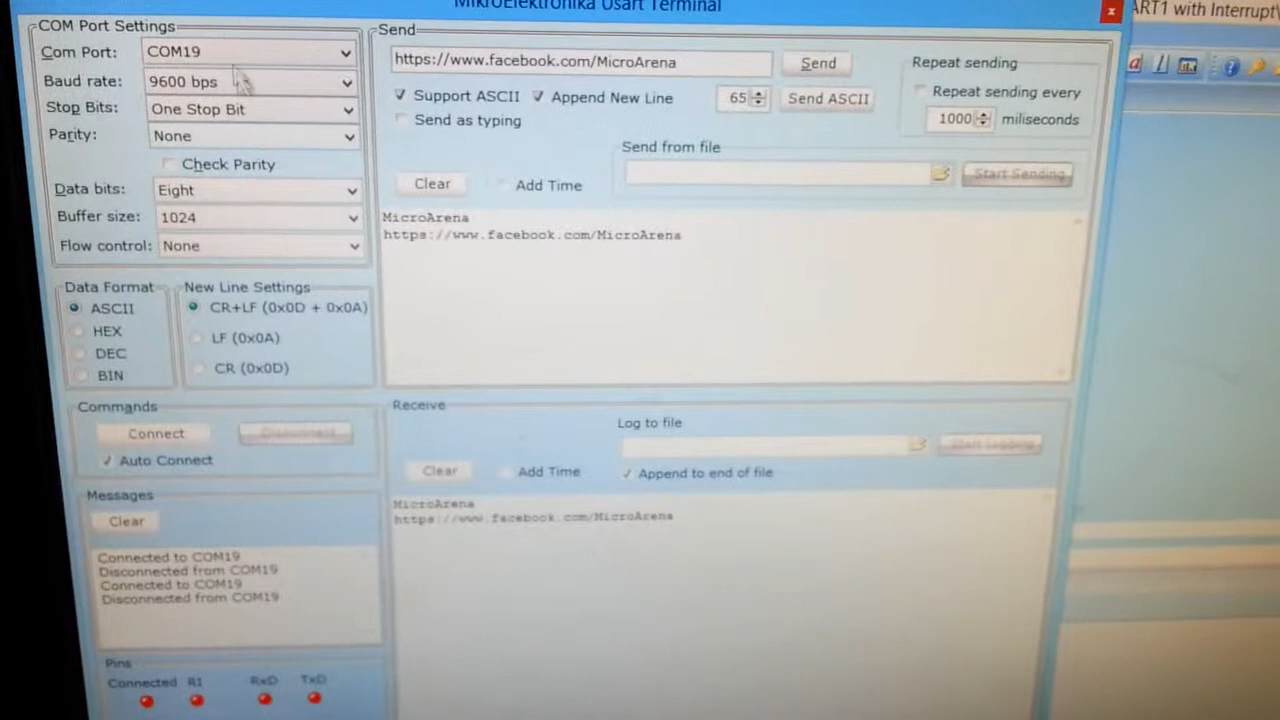 MikroElektronika Usart Terminal
ART1 with Interrupt
COM Port Settings
Com Port: COM19
Baud rate: 9600 bps
Stop Bits: One Stop Bit
Parity: None
Check Parity
Data bits: Eight
Buffer size: 1024
Flow control: None
Data Format
ASCII
HEX
DEC
BIN
New Line Settings
CR+LF (0x0D + 0x0A)
LF (0x0A)
CR (0x0D)
Commands
Connect Disconnect
Auto Connect
Messages
Clear
Connected to COM19
Disconnected from COM19
Connected to COM19
Disconnected from COM19
Pins
Connected RI RxD TxD
Send
https://www.facebook.com/MicroArena Send
Support ASCII Append New Line 65 Send ASCII
Send as typing
Repeat sending
Repeat sending every
1000 miliseconds
Send from file
Start Sending
Clear Add Time
MicroArena
https://www.facebook.com/MicroArena
Receive
Log to file
Start Logging
Clear Add Time Append to end of file
MicroArena
https://www.facebook.com/MicroArena